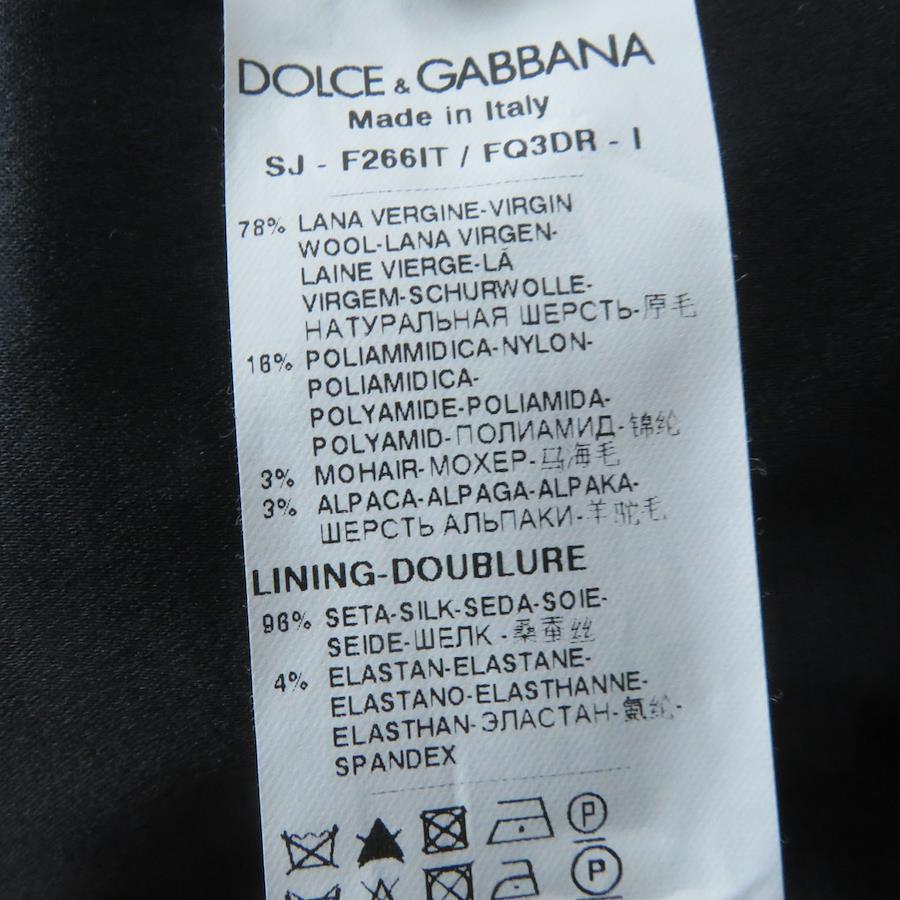 DOLCE & GABBANA
Made in Italy
SJ - F266IT / FQ3DR - I
78% LANA VERGINE-VIRGIN
WOOL-LANA VIRGEN-
LAINE VIERGE-LÃ
VIRGEM-SCHURWOLLE-
НАТУРАЛЬНАЯ ШЕРСТЬ-原毛
16% POLIAMMIDICA-NYLON-
POLIAMIDICA-
POLYAMIDE-POLIAMIDA-
POLYAMID-ПОЛИАМИД-锦纶
3% MOHAIR-МОХЕР-马海毛
3% ALPACA-ALPAGA-ALPAKA-
ШЕРСТЬ АЛЬПАКИ-羊驼毛
LINING-DOUBLURE
96% SETA-SILK-SEDA-SOIE-
SEIDE-ШЕЛК -桑蚕丝
4% ELASTAN-ELASTANE-
ELASTANO-ELASTHANNE-
ELASTHAN-ЭЛАСТАН-氨纶-
SPANDEX
P
P